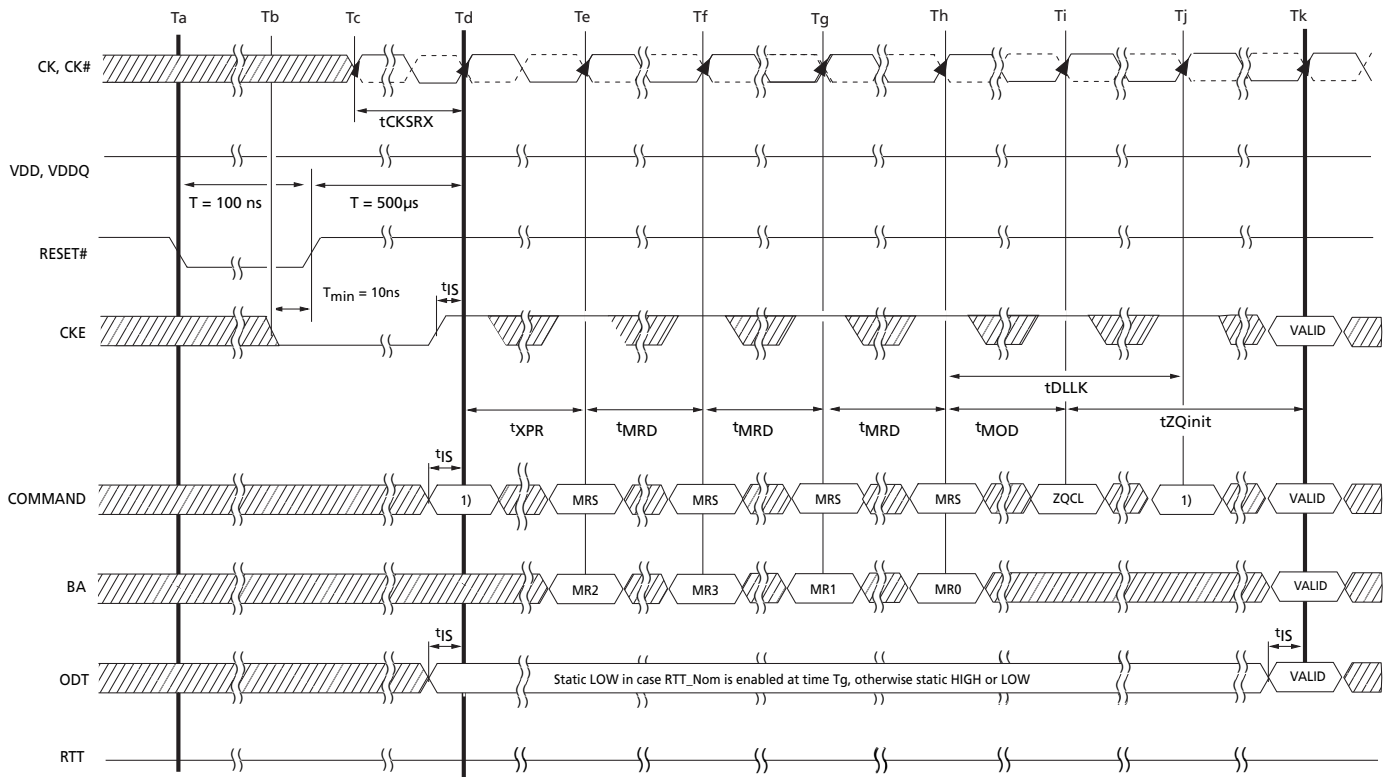 Ta Tb Tc Td Te Tf Tg Th Ti Tj Tk
CK, CK#
tCKSRX
VDD, VDDQ
T = 100 ns T = 500µs
RESET#
Tmin = 10ns tIS
CKE VALID
tDLLK
tXPR tMRD tMRD tMRD tMOD tZQinit
tIS
COMMAND 1) MRS MRS MRS MRS ZQCL 1) VALID
BA MR2 MR3 MR1 MR0 VALID
tIS tIS
ODT Static LOW in case RTT_Nom is enabled at time Tg, otherwise static HIGH or LOW VALID
RTT